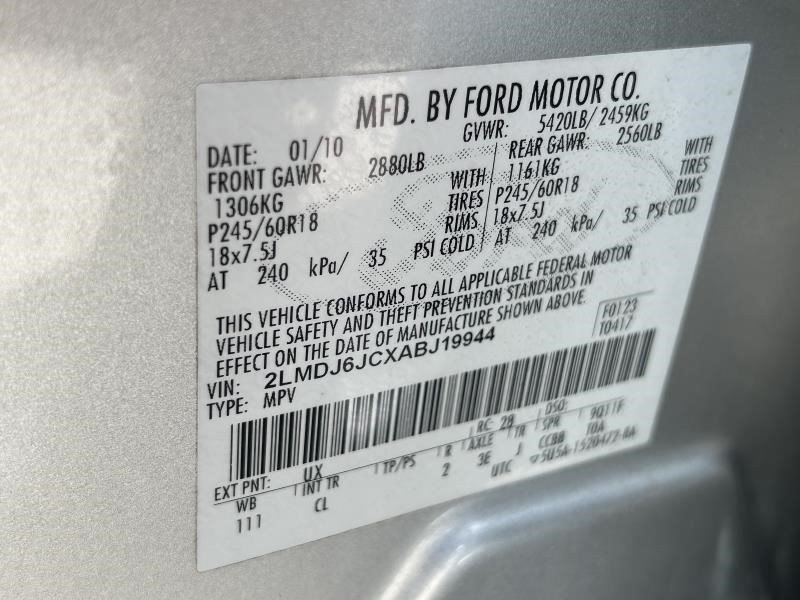 MFD. BY FORD MOTOR CO.
DATE: 01/10 GVWR: 5420LB/ 2459KG
FRONT GAWR: 2880LB REAR GAWR: 2560LB
1306KG WITH 1161KG WITH
P245/60R18 TIRES P245/60R18 TIRES
18x7.5J RIMS 18x7.5J RIMS
AT 240 kPa/ 35 PSI COLD AT 240 kPa/ 35 PSI COLD
THIS VEHICLE CONFORMS TO ALL APPLICABLE FEDERAL MOTOR
VEHICLE SAFETY AND THEFT PREVENTION STANDARDS IN
EFFECT ON THE DATE OF MANUFACTURE SHOWN ABOVE.
F0123
T0417
VIN: 2LMDJ6JCXABJ19944
TYPE: MPV
EXT PNT: UX RC: 28 DSO:
WB INT TR TP/PS R AXLE TR SPR 9Q11F
111 CL 2 3E J CCBB TOA
UTC 5U5A-1520472-BA